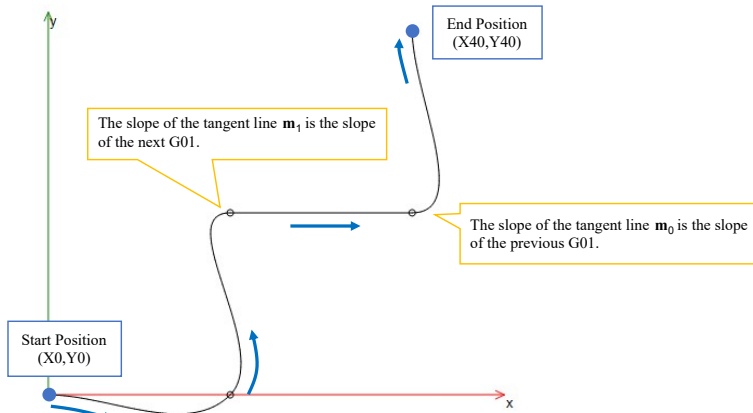 y
End Position
(X40,Y40)
The slope of the tangent line m₁ is the slope
of the next G01.
The slope of the tangent line m₀ is the slope
of the previous G01.
Start Position
(X0,Y0)
x